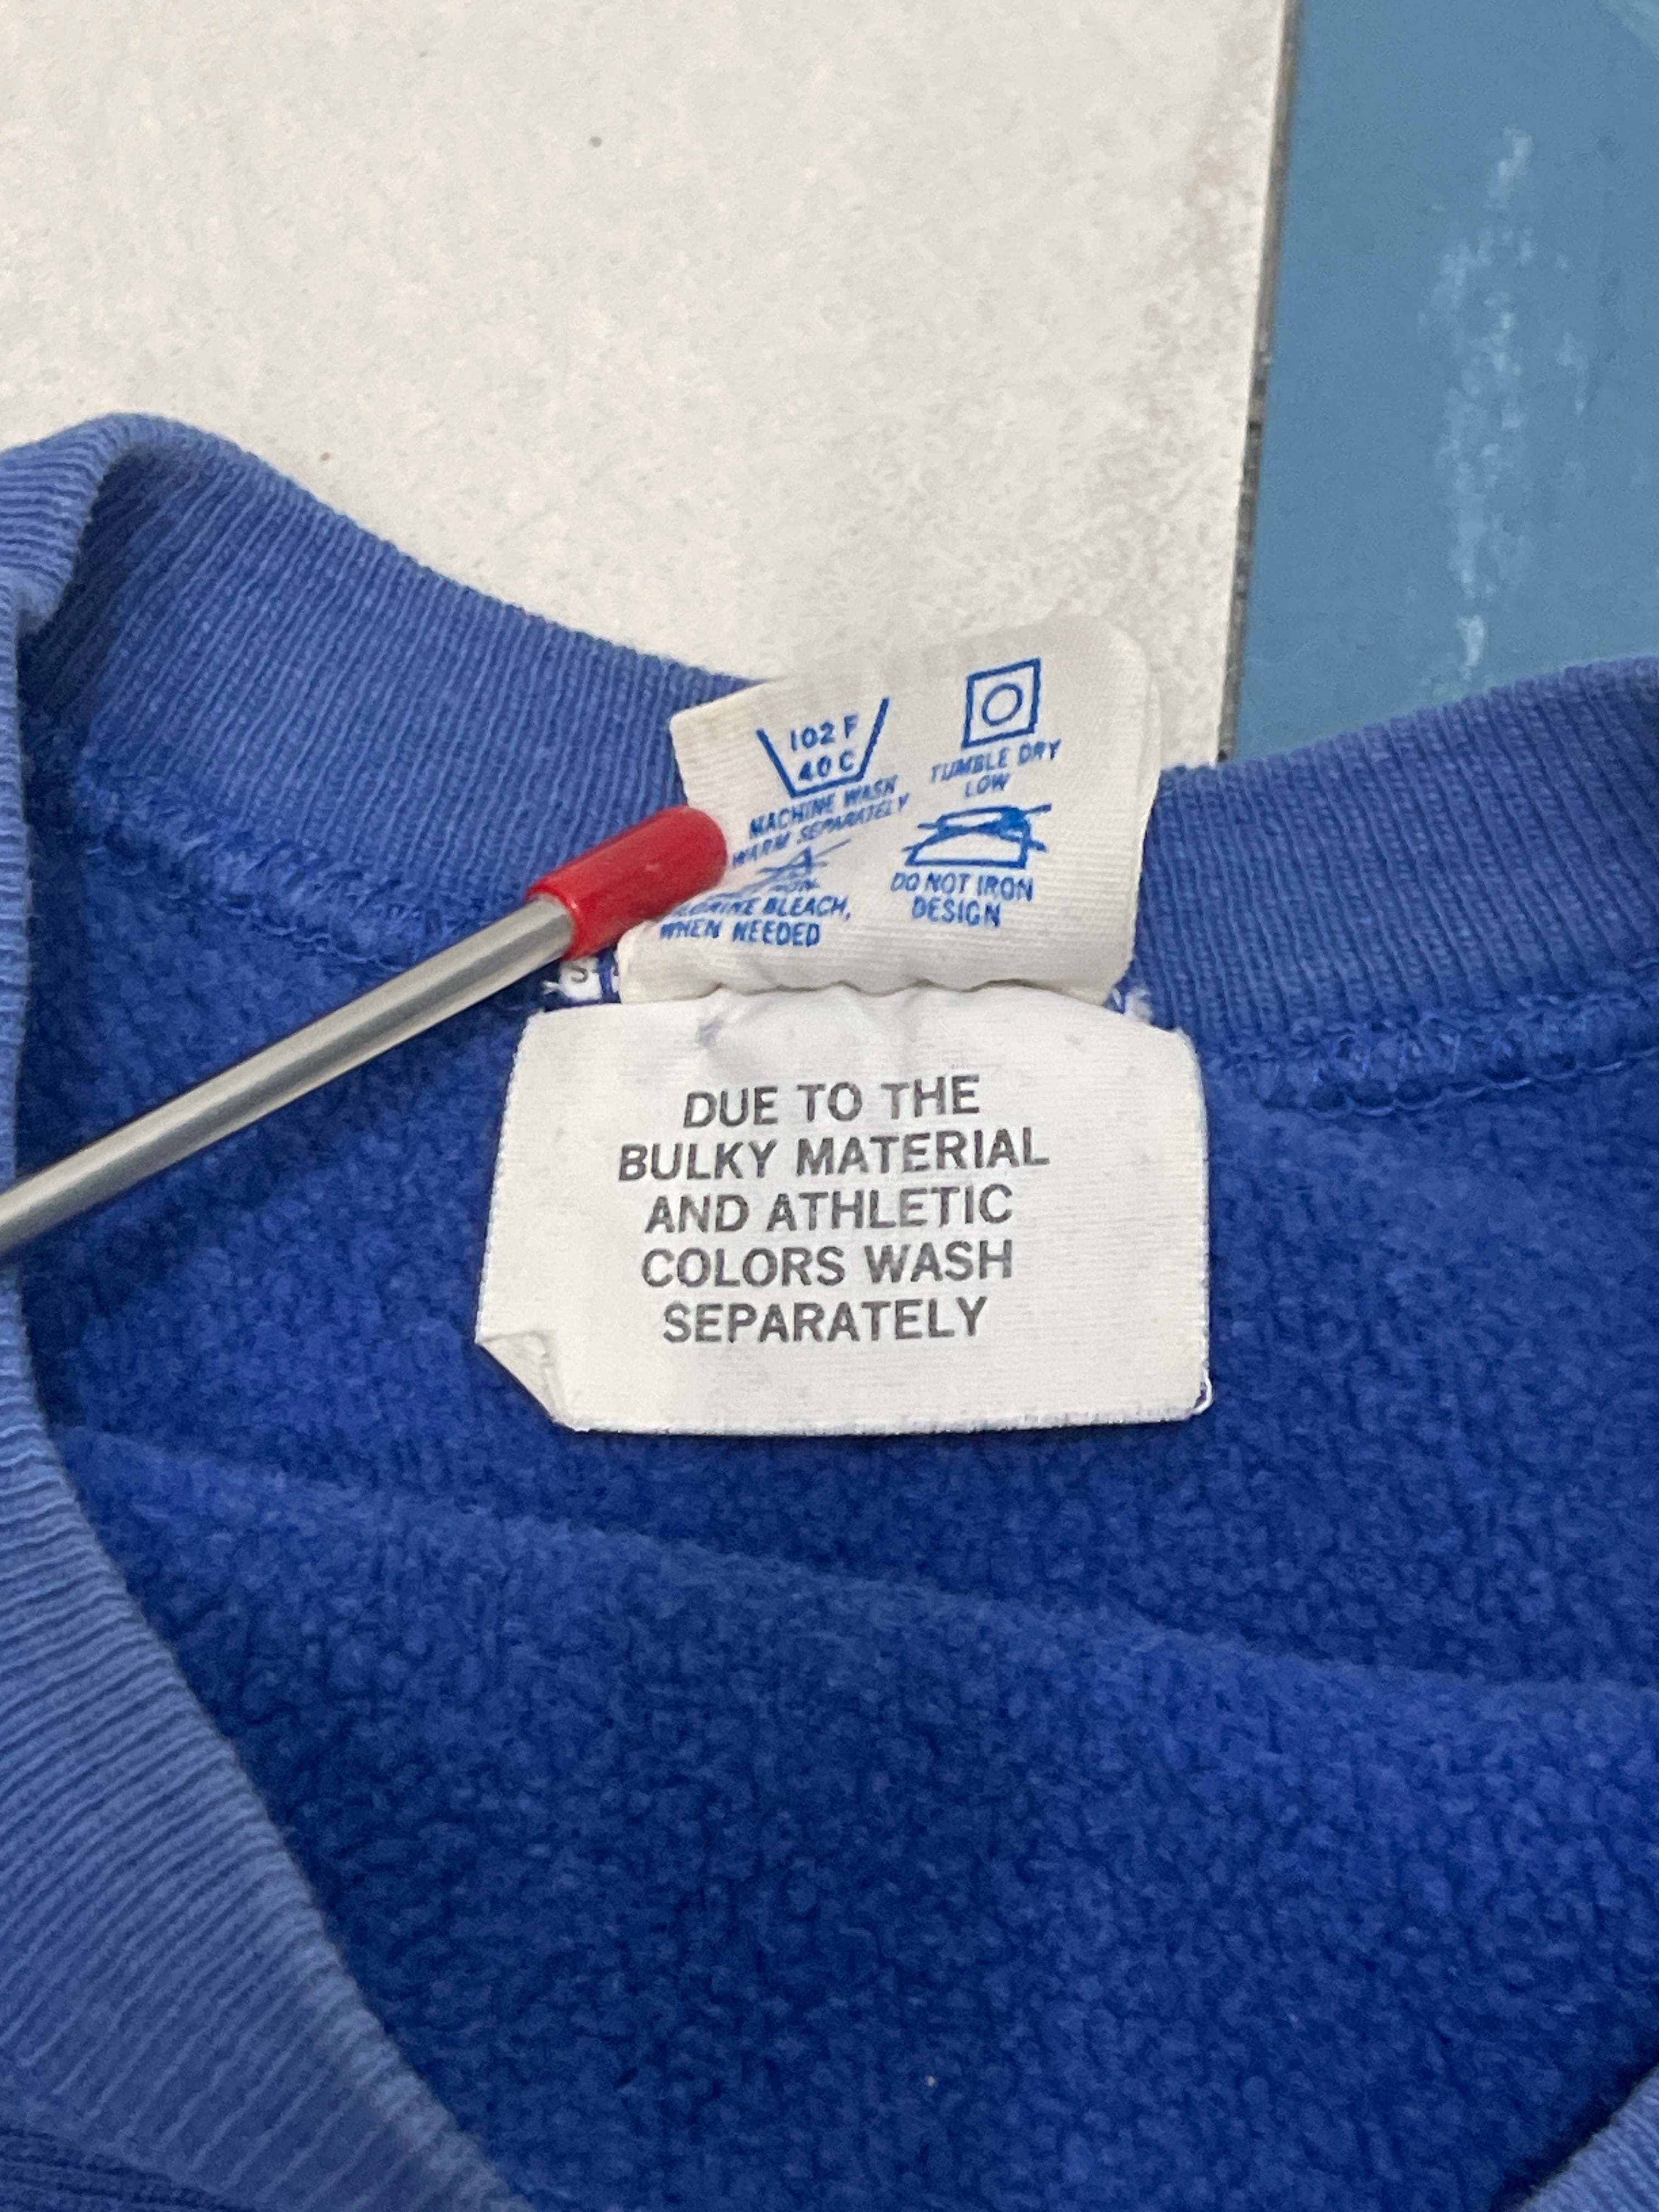 102 F
40 C
MACHINE WASH
WARM SEPARATELY
TUMBLE DRY
LOW
BLEACH,
WHEN NEEDED
DO NOT IRON
DESIGN
DUE TO THE
BULKY MATERIAL
AND ATHLETIC
COLORS WASH
SEPARATELY